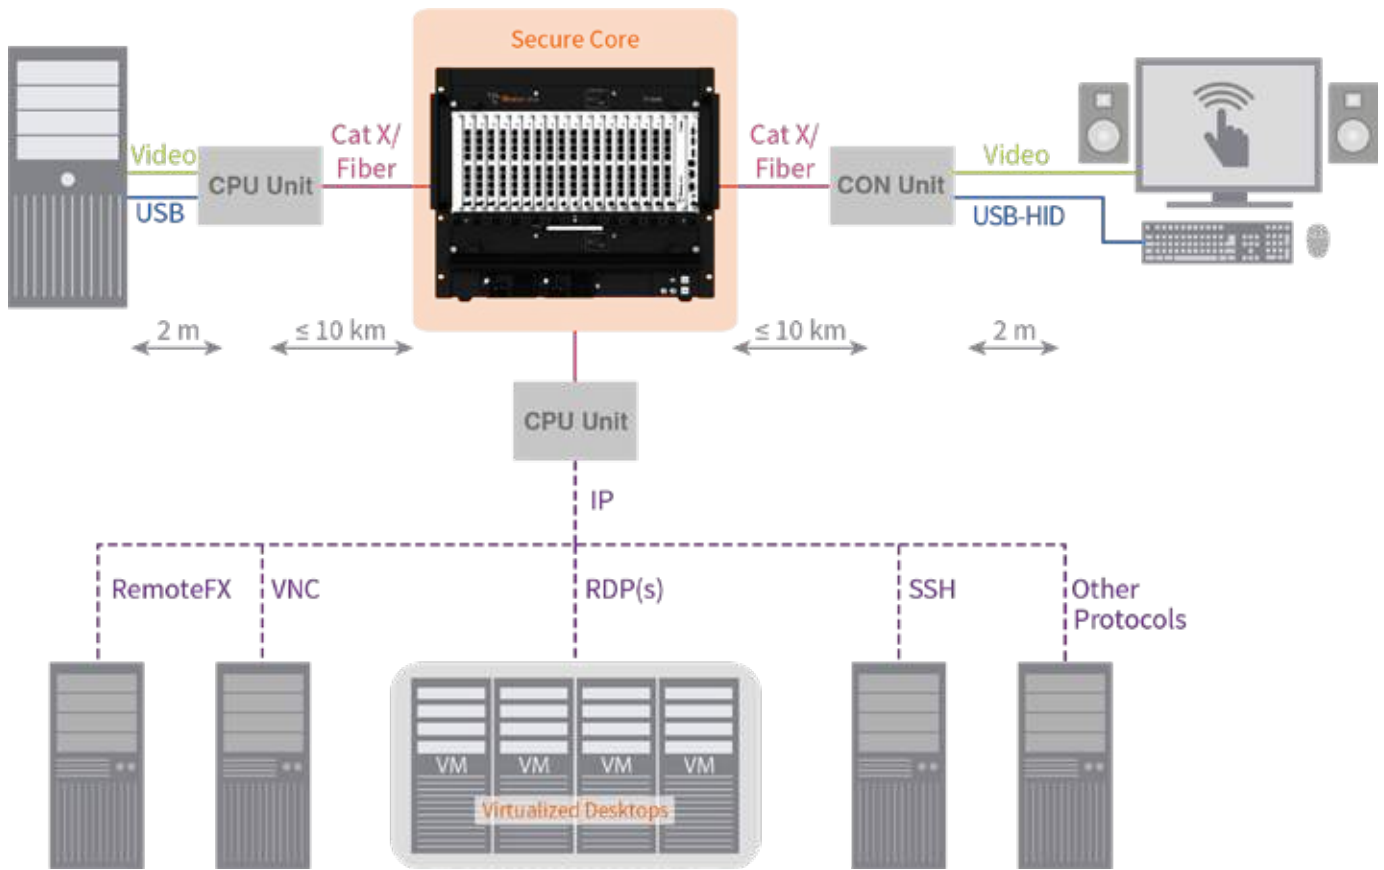 Secure Core
Cat X/
Fiber
Video
CPU Unit
USB
Cat X/
Fiber
Video
CON Unit
USB-HID
2 m
≤ 10 km
≤ 10 km
2 m
CPU Unit
IP
RemoteFX
VNC
RDP(s)
SSH
Other
Protocols
VM
VM
VM
VM
Virtualized Desktops